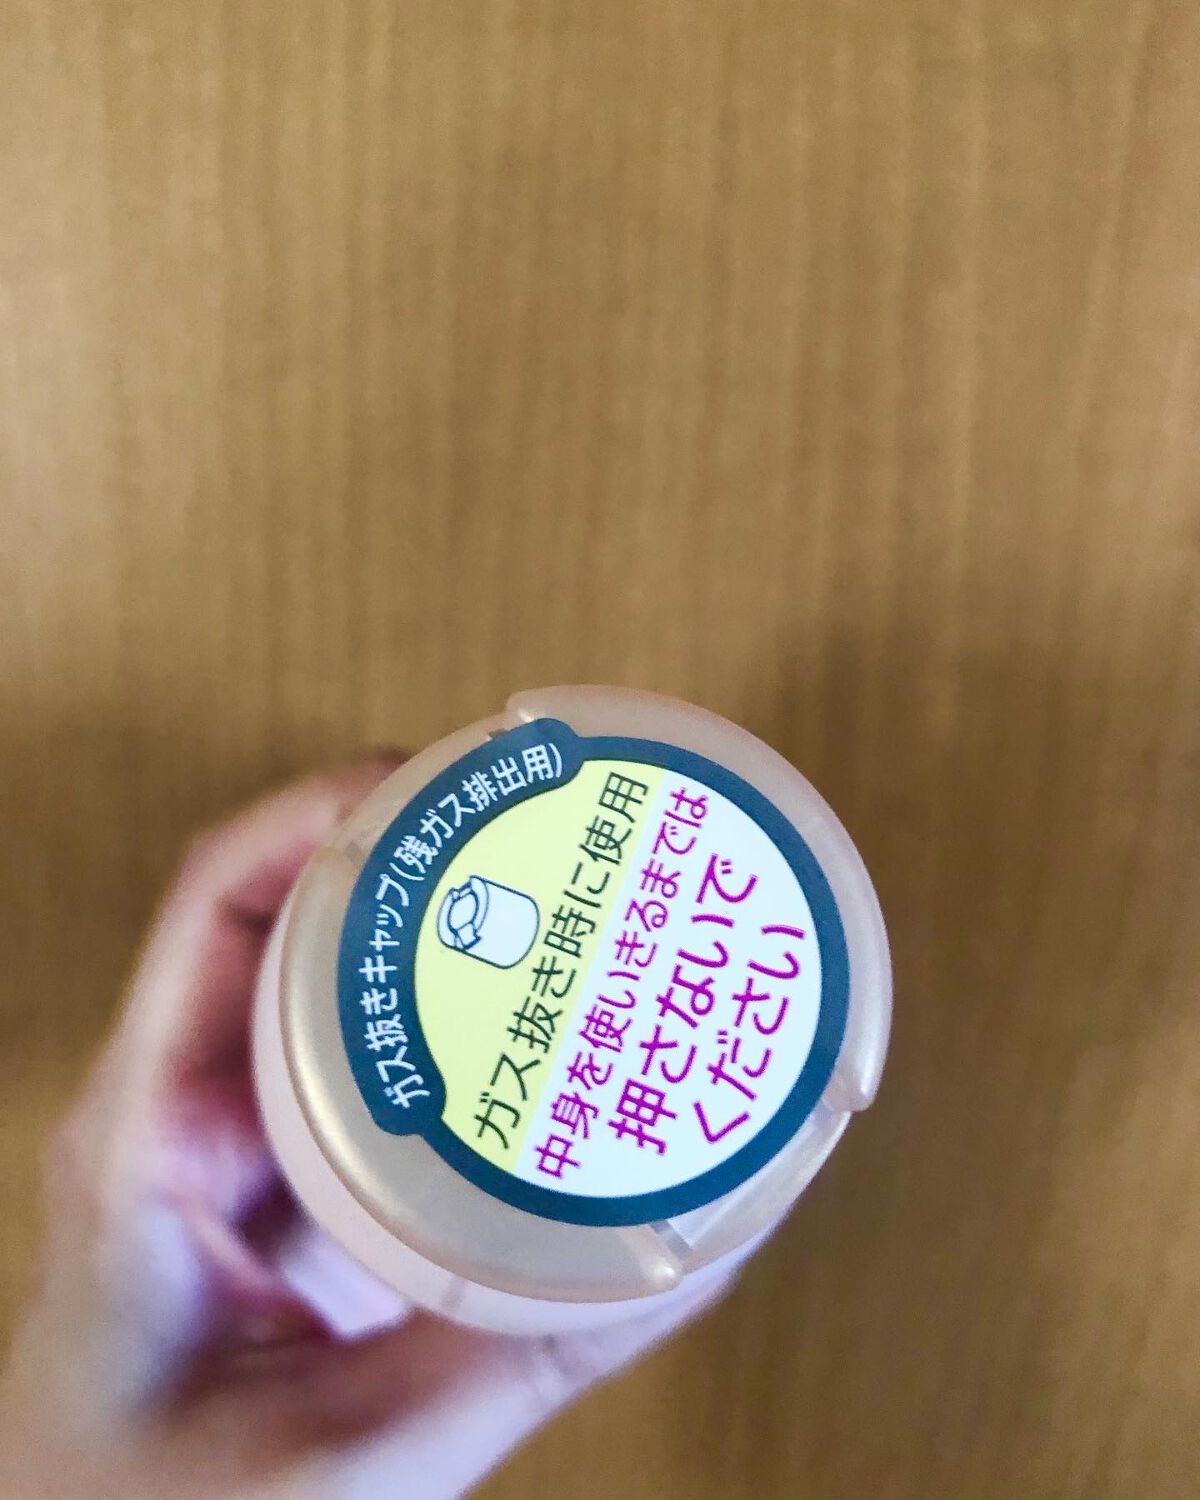 ガス抜きキャップ(残ガス排出用)
ガス抜き時に使用
中身を使いきるまでは
押さないで
ください